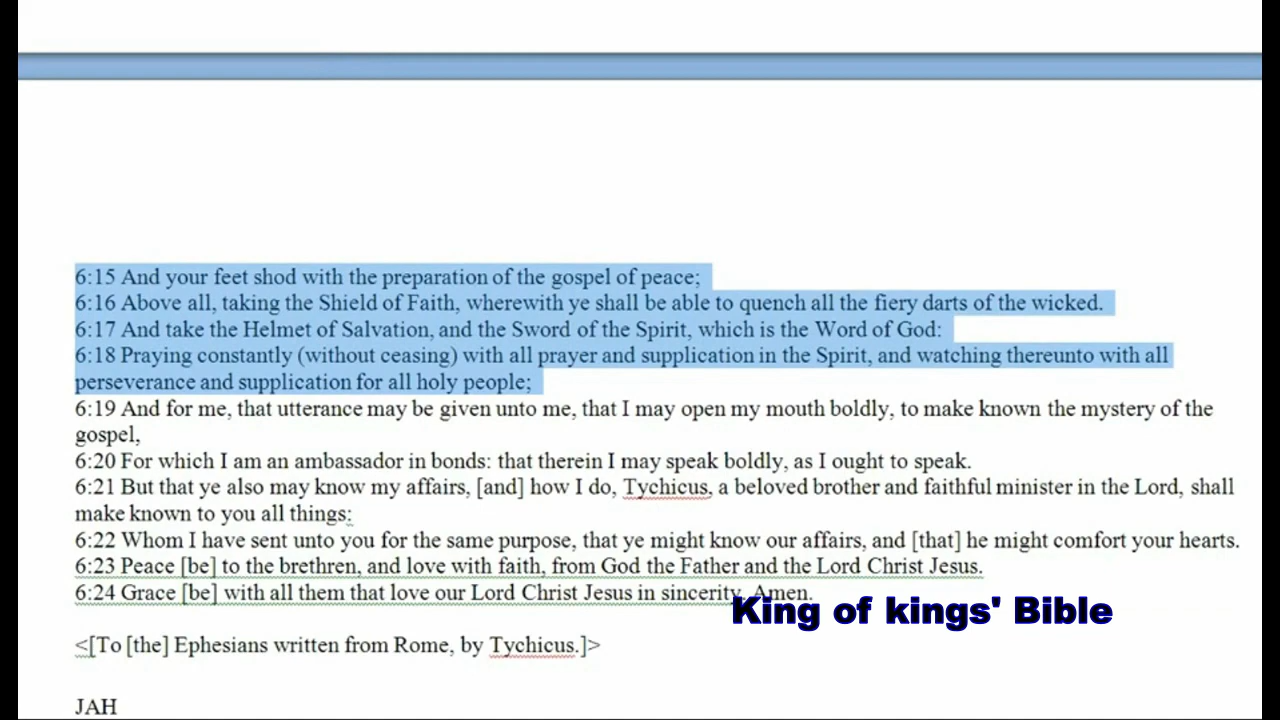 6:15 And your feet shod with the preparation of the gospel of peace;
6:16 Above all, taking the Shield of Faith, wherewith ye shall be able to quench all the fiery darts of the wicked.
6:17 And take the Helmet of Salvation, and the Sword of the Spirit, which is the Word of God:
6:18 Praying constantly (without ceasing) with all prayer and supplication in the Spirit, and watching thereunto with all
perseverance and supplication for all holy people;
6:19 And for me, that utterance may be given unto me, that I may open my mouth boldly, to make known the mystery of the
gospel,
6:20 For which I am an ambassador in bonds: that therein I may speak boldly, as I ought to speak.
6:21 But that ye also may know my affairs, [and] how I do, Tychicus, a beloved brother and faithful minister in the Lord, shall
make known to you all things:
6:22 Whom I have sent unto you for the same purpose, that ye might know our affairs, and [that] he might comfort your hearts.
6:23 Peace [be] to the brethren, and love with faith, from God the Father and the Lord Christ Jesus.
6:24 Grace [be] with all them that love our Lord Christ Jesus in sincerity. Amen.
King of kings' Bible
<[To [the] Ephesians written from Rome, by Tychicus.]>
JAH